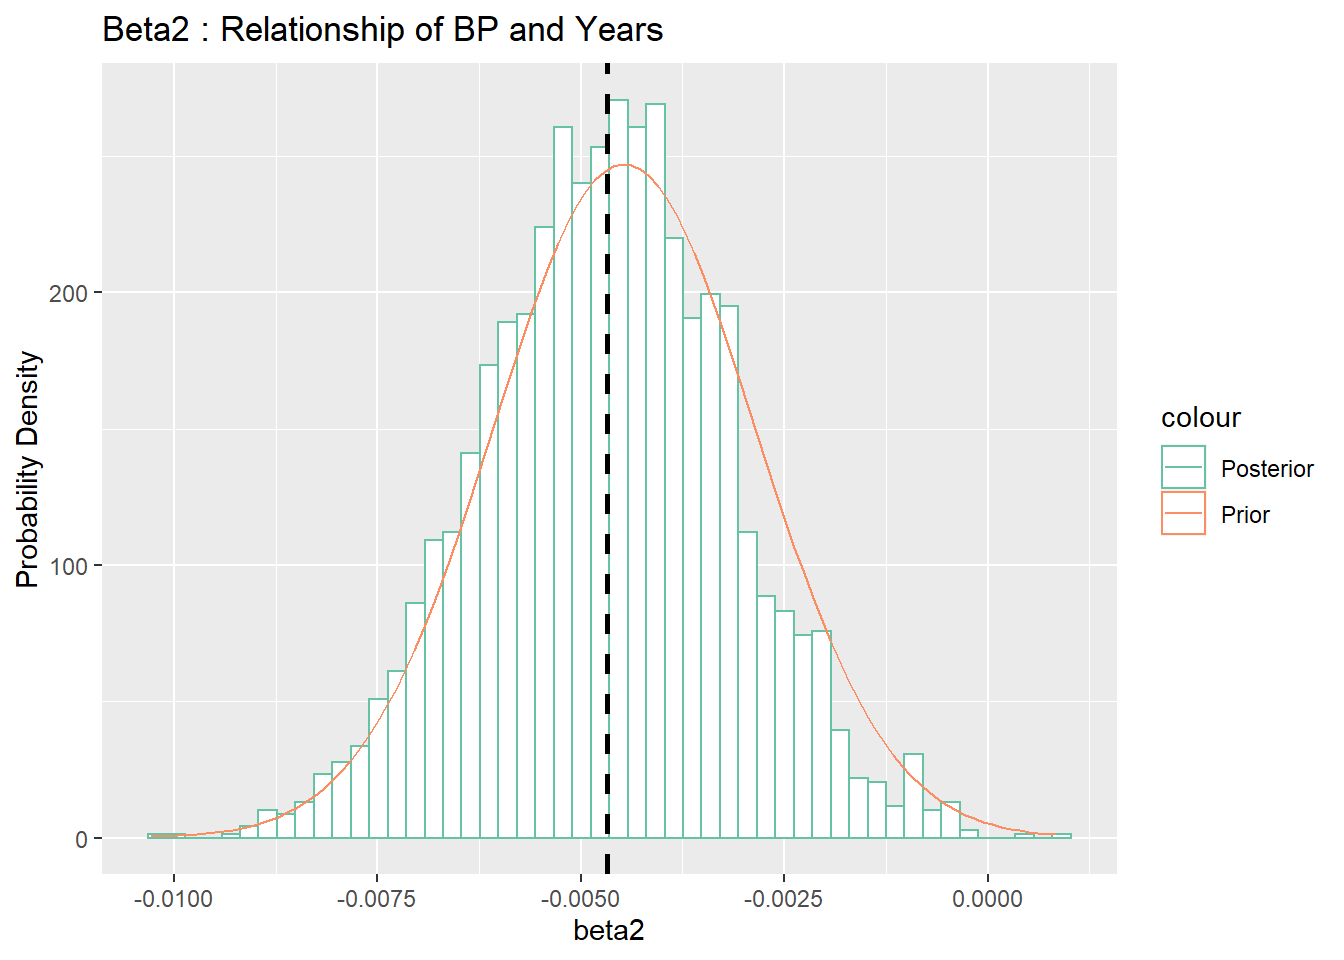 Beta2 : Relationship of BP and Years
Probability Density
200
100
0
-0.0100
-0.0075
-0.0050
-0.0025
0.0000
beta2
colour
Posterior
Prior